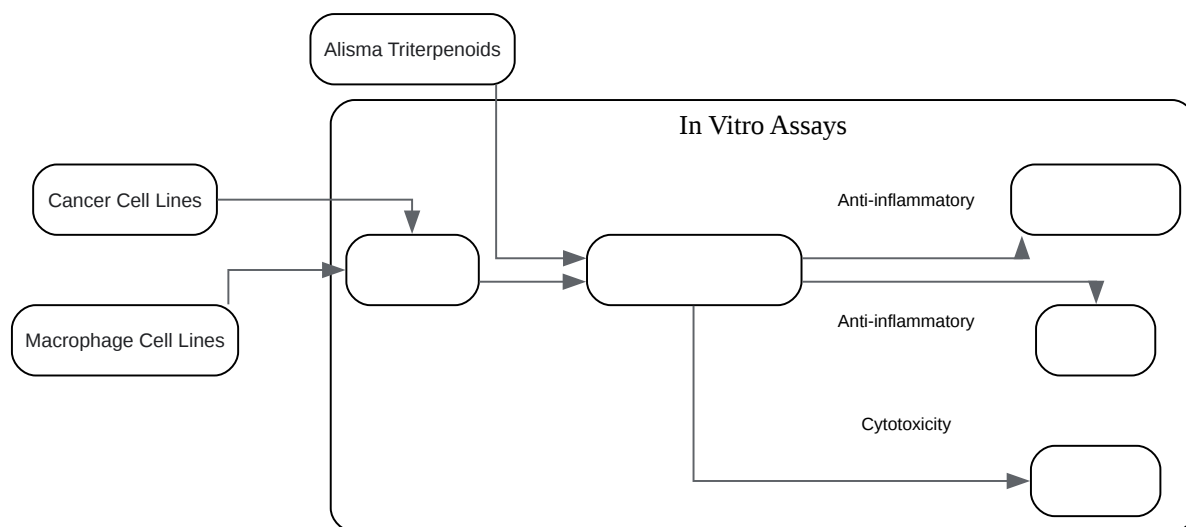 Alisma Triterpenoids
In Vitro Assays
Cancer Cell Lines
Anti-inflammatory
Macrophage Cell Lines
Anti-inflammatory
Cytotoxicity